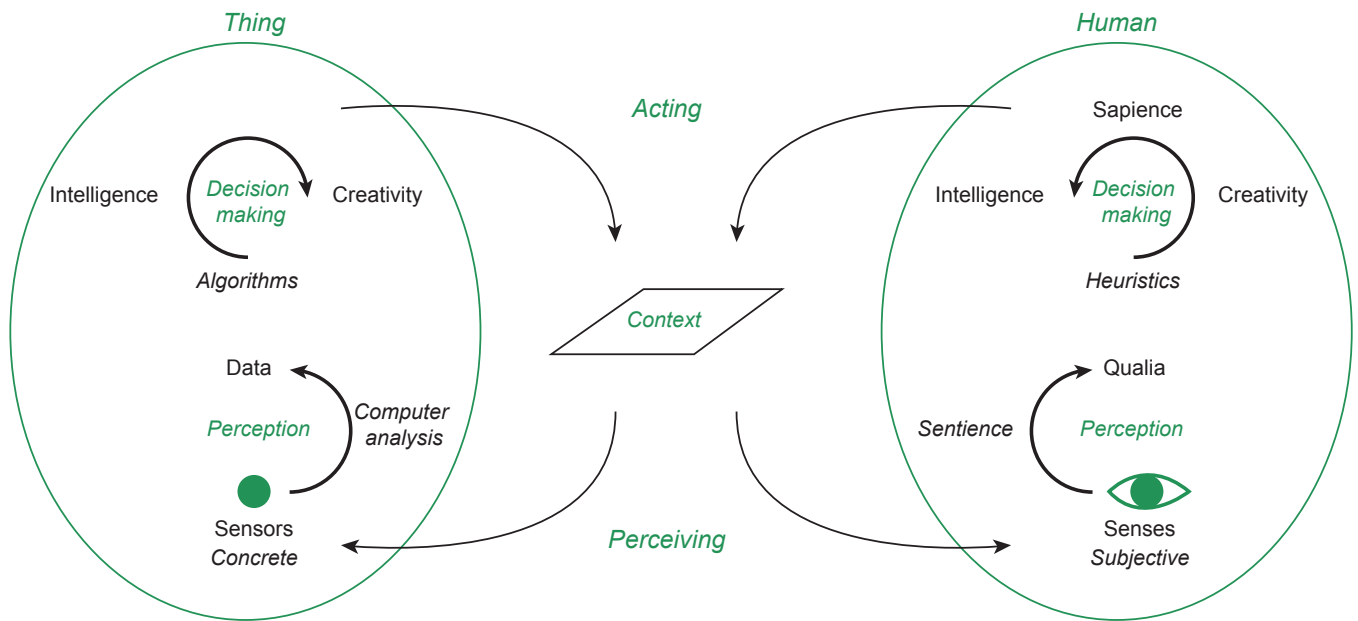 Thing
Intelligence
Decision
making
Creativity
Algorithms
Data
Perception
Computer
analysis
Sensors
Concrete
Acting
Context
Perceiving
Human
Sapience
Intelligence
Decision
making
Creativity
Heuristics
Qualia
Sentience
Perception
Senses
Subjective